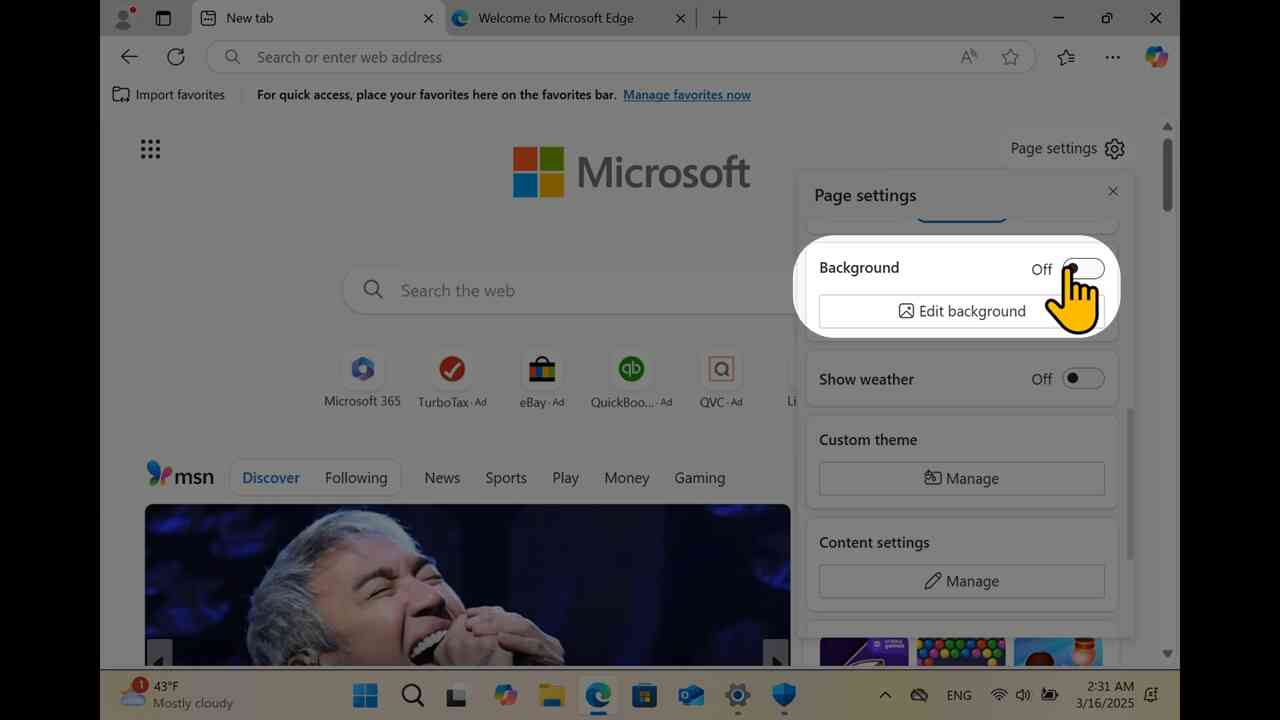 New tab
Welcome to Microsoft Edge
Search or enter web address
Import favorites
For quick access, place your favorites here on the favorites bar. Manage favorites now
Page settings
Microsoft
Page settings
Background
Off
Edit background
Search the web
Show weather
Off
Microsoft 365
TurboTax · Ad
eBay · Ad
QuickBoo... · Ad
QVC · Ad
Li
Custom theme
Manage
msn
Discover
Following
News
Sports
Play
Money
Gaming
Content settings
Manage
1
43°F
Mostly cloudy
ENG
2:31 AM
3/16/2025